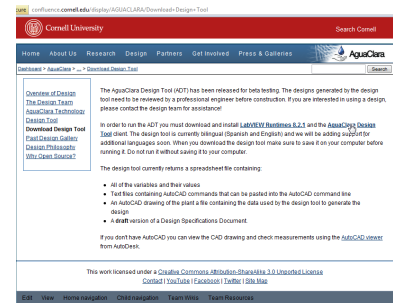 cure confluence.cornell.edu/display/AGUACLARA/Download+Design+Tool
Cornell University
Search Cornell
Home About Us Research Design Partners Get Involved Press & Galleries
AguaClara
Dashboard > AguaClara > ... > Download Design Tool
Search
Overview of Design
The Design Team
AguaClara Technology
Design Tool
Download Design Tool
Past Design Gallery
Design Philosophy
Why Open Source?
The AguaClara Design Tool (ADT) has been released for beta testing. The designs generated by the design
tool need to be reviewed by a professional engineer before construction. If you are interested in using a design,
please contact the design team for assistance!
In order to run the ADT you must download and install LabVIEW Runtimes 8.2.1 and the AguaClara Design
Tool client. The design tool is currently bilingual (Spanish and English) and we will be adding support for
additional languages soon. When you download the design tool make sure to save it on your computer before
running it. Do not run it without saving it to your computer.
The design tool currently returns a spreadsheet file containing:
All of the variables and their values
Text files containing AutoCAD commands that can be pasted into the AutoCAD command line
An AutoCAD drawing of the plant a file containing the data used by the design tool to generate the
design
A draft version of a Design Specifications Document.
If you don't have AutoCAD you can view the CAD drawing and check measurements using the AutoCAD viewer
from AutoDesk.
This work licensed under a Creative Commons Attribution-ShareAlike 3.0 Unported License
Contact | YouTube | Facebook | Twitter | Site Map
Edit View Home navigation Child navigation Team Wikis Team Resources